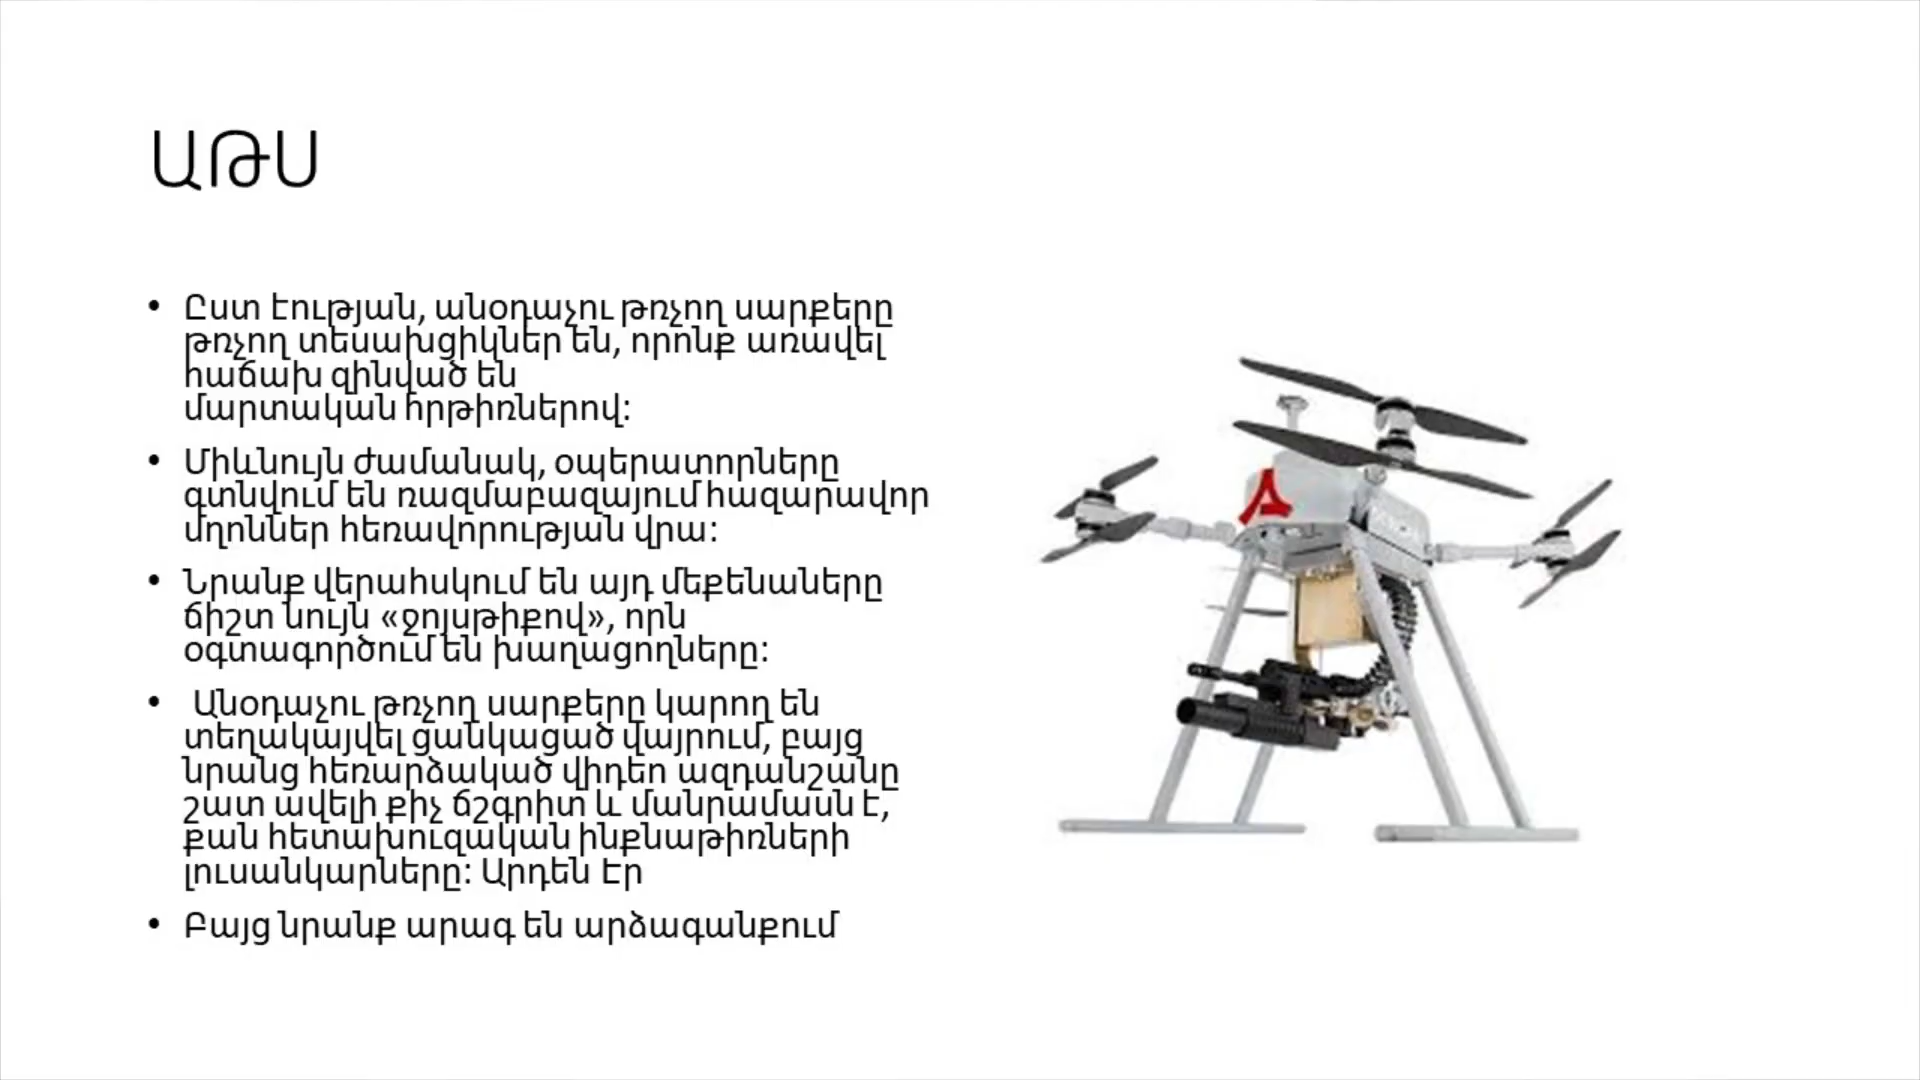 ԱԹՍ
• Ըստ էության, անօդաչու թռչող սարքերը
թռչող տեսախցիկներ են, որոնք առավել
հաճախ զինված են
մարտական հրթիռներով:
• Միևնույն ժամանակ, օպերատորները
գտնվում են ռազմաբազայում հազարավոր
մղոններ հեռավորության վրա:
• Նրանք վերահսկում են այդ մեքենաները
ճիշտ նույն «ջոյսթիքով», որն
օգտագործում են խաղացողները:
• Անօդաչու թռչող սարքերը կարող են
տեղակայվել ցանկացած վայրում, բայց
նրանց հեռարձակած վիդեո ազդանշանը
շատ ավելի քիչ ճշգրիտ և մանրամասն է,
քան հետախուզական ինքնաթիռների
լուսանկարները: Արդեն Էր
• Բայց նրանք արագ են արձագանքում